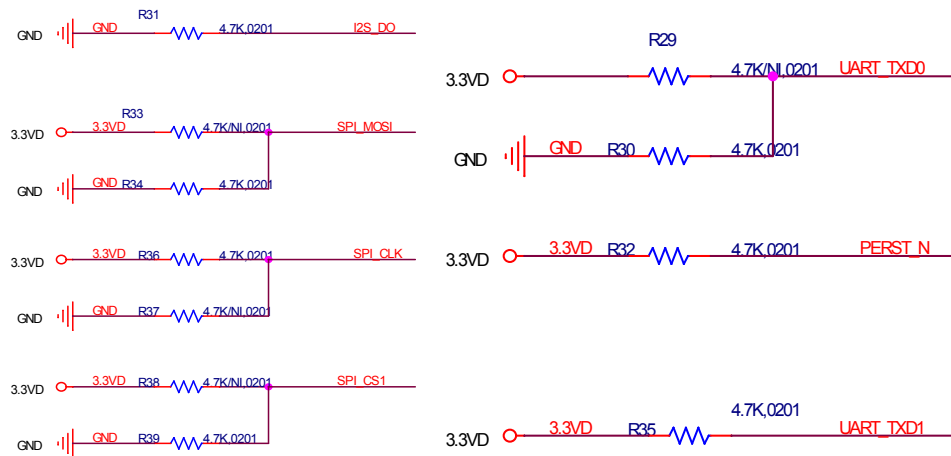 R31
GND GND 4.7K,0201 I2S_DO
R33
3.3VD 3.3VD 4.7K/NI,0201 SPI_MOSI
GND GND R34 4.7K,0201
3.3VD 3.3VD R36 4.7K,0201 SPI_CLK
GND GND R37 4.7K/NI,0201
3.3VD 3.3VD R38 4.7K/NI,0201 SPI_CS1
GND GND R39 4.7K,0201
R29
3.3VD 4.7K/NI,0201 UART_TXD0
GND GND R30 4.7K,0201
3.3VD 3.3VD R32 4.7K,0201 PERST_N
4.7K,0201
3.3VD 3.3VD R35 UART_TXD1